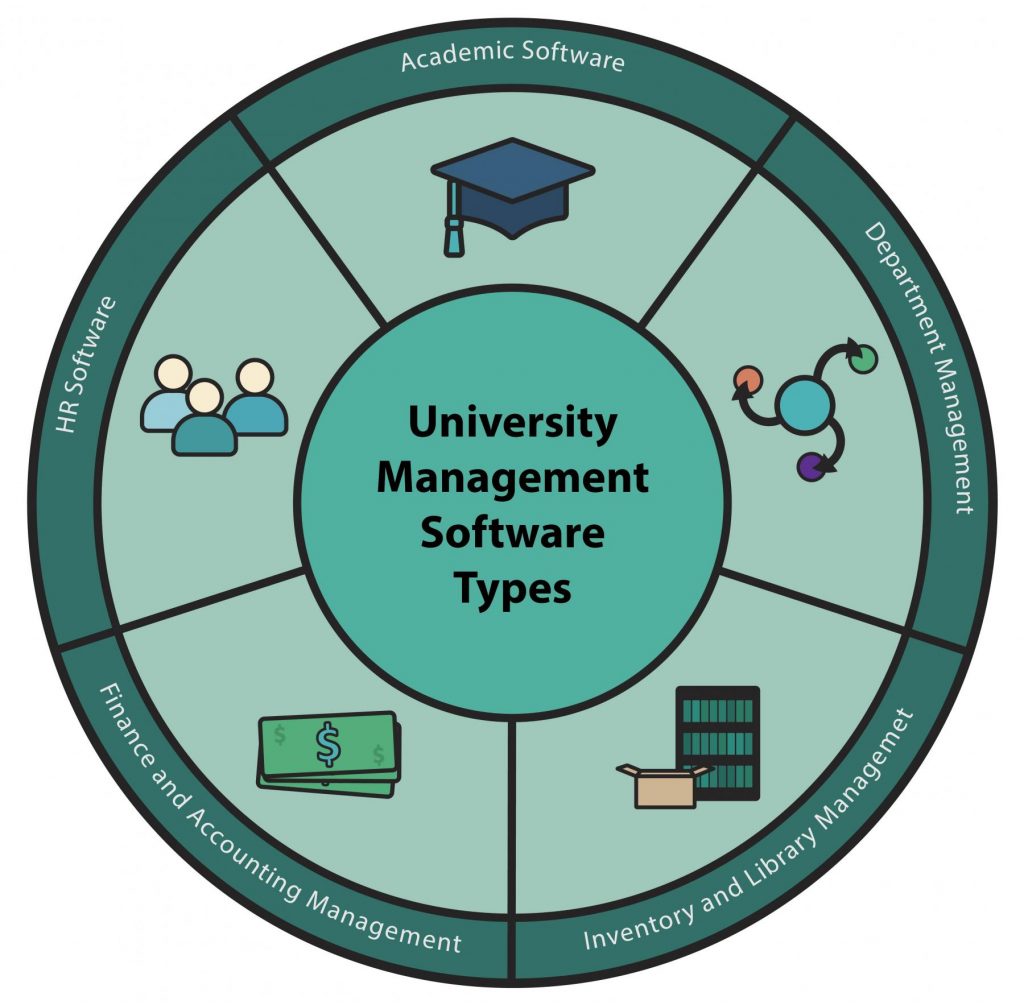 Academic Software
Department Management
HR Software
University
Management
Software
Types
Finance and Accounting Management
Inventory and Library Managemet
$
$
$